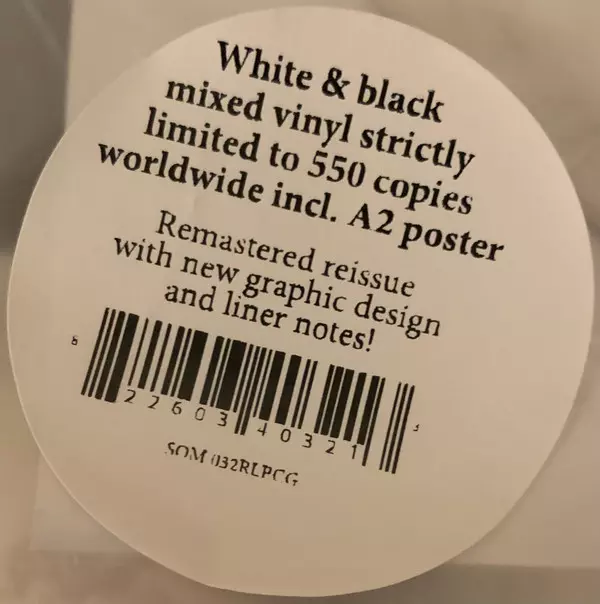 White & black
mixed vinyl strictly
limited to 550 copies
worldwide incl. A2 poster
Remastered reissue
with new graphic design
and liner notes!
8 22603 40321 3
SOM 032RLPCG